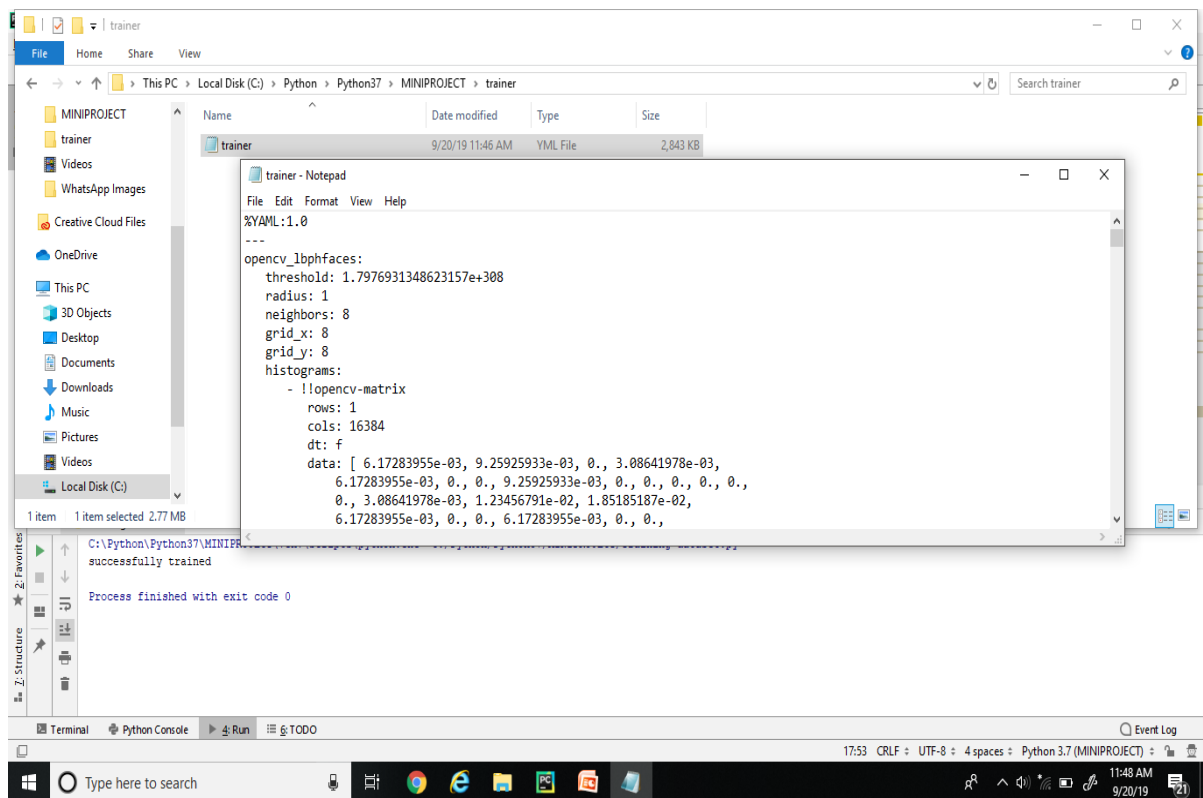 trainer
File Home Share View
This PC > Local Disk (C:) > Python > Python37 > MINIPROJECT > trainer
Search trainer
MINIPROJECT
trainer
Videos
WhatsApp Images
Creative Cloud Files
OneDrive
This PC
3D Objects
Desktop
Documents
Downloads
Music
Pictures
Videos
Local Disk (C:)
Name Date modified Type Size
trainer 9/20/19 11:46 AM YML File 2,843 KB
1 item 1 item selected 2.77 MB
trainer - Notepad
File Edit Format View Help
%YAML:1.0
---
opencv_lbphfaces:
threshold: 1.7976931348623157e+308
radius: 1
neighbors: 8
grid_x: 8
grid_y: 8
histograms:
- !!opencv-matrix
rows: 1
cols: 16384
dt: f
data: [ 6.17283955e-03, 9.25925933e-03, 0., 3.08641978e-03,
6.17283955e-03, 0., 0., 9.25925933e-03, 0., 0., 0., 0., 0.,
0., 3.08641978e-03, 1.23456791e-02, 1.85185187e-02,
6.17283955e-03, 0., 0., 6.17283955e-03, 0., 0.,
C:\Python\Python37\MINIPR
successfully trained
Process finished with exit code 0
2: Favorites
7: Structure
Terminal Python Console 4: Run 6: TODO Event Log
17:53 CRLF UTF-8 4 spaces Python 3.7 (MINIPROJECT)
Type here to search
PC
11:48 AM
9/20/19
21